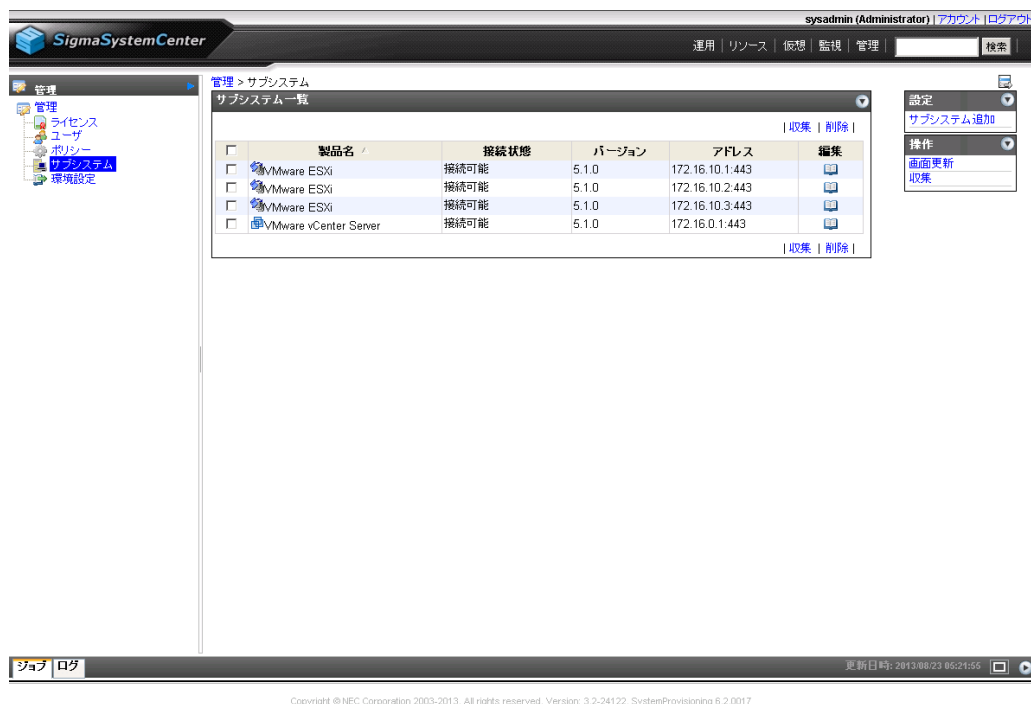 sysadmin (Administrator) | アカウント | ログアウト
SigmaSystemCenter
運用 | リソース | 仮想 | 監視 | 管理 | 検索 |
管理
管理
ライセンス
ユーザ
ポリシー
サブシステム
環境設定
管理 > サブシステム
サブシステム一覧
| 収集 | 削除 |
製品名 接続状態 バージョン アドレス 編集
VMware ESXi 接続可能 5.1.0 172.16.10.1:443
VMware ESXi 接続可能 5.1.0 172.16.10.2:443
VMware ESXi 接続可能 5.1.0 172.16.10.3:443
VMware vCenter Server 接続可能 5.1.0 172.16.0.1:443
| 収集 | 削除 |
設定
サブシステム追加
操作
画面更新
収集
ジョブ ログ
更新日時: 2013/08/23 05:21:55
Copyright © NEC Corporation 2003-2013. All rights reserved. Version: 3.2-24122. SystemProvisioning 6.2.0017